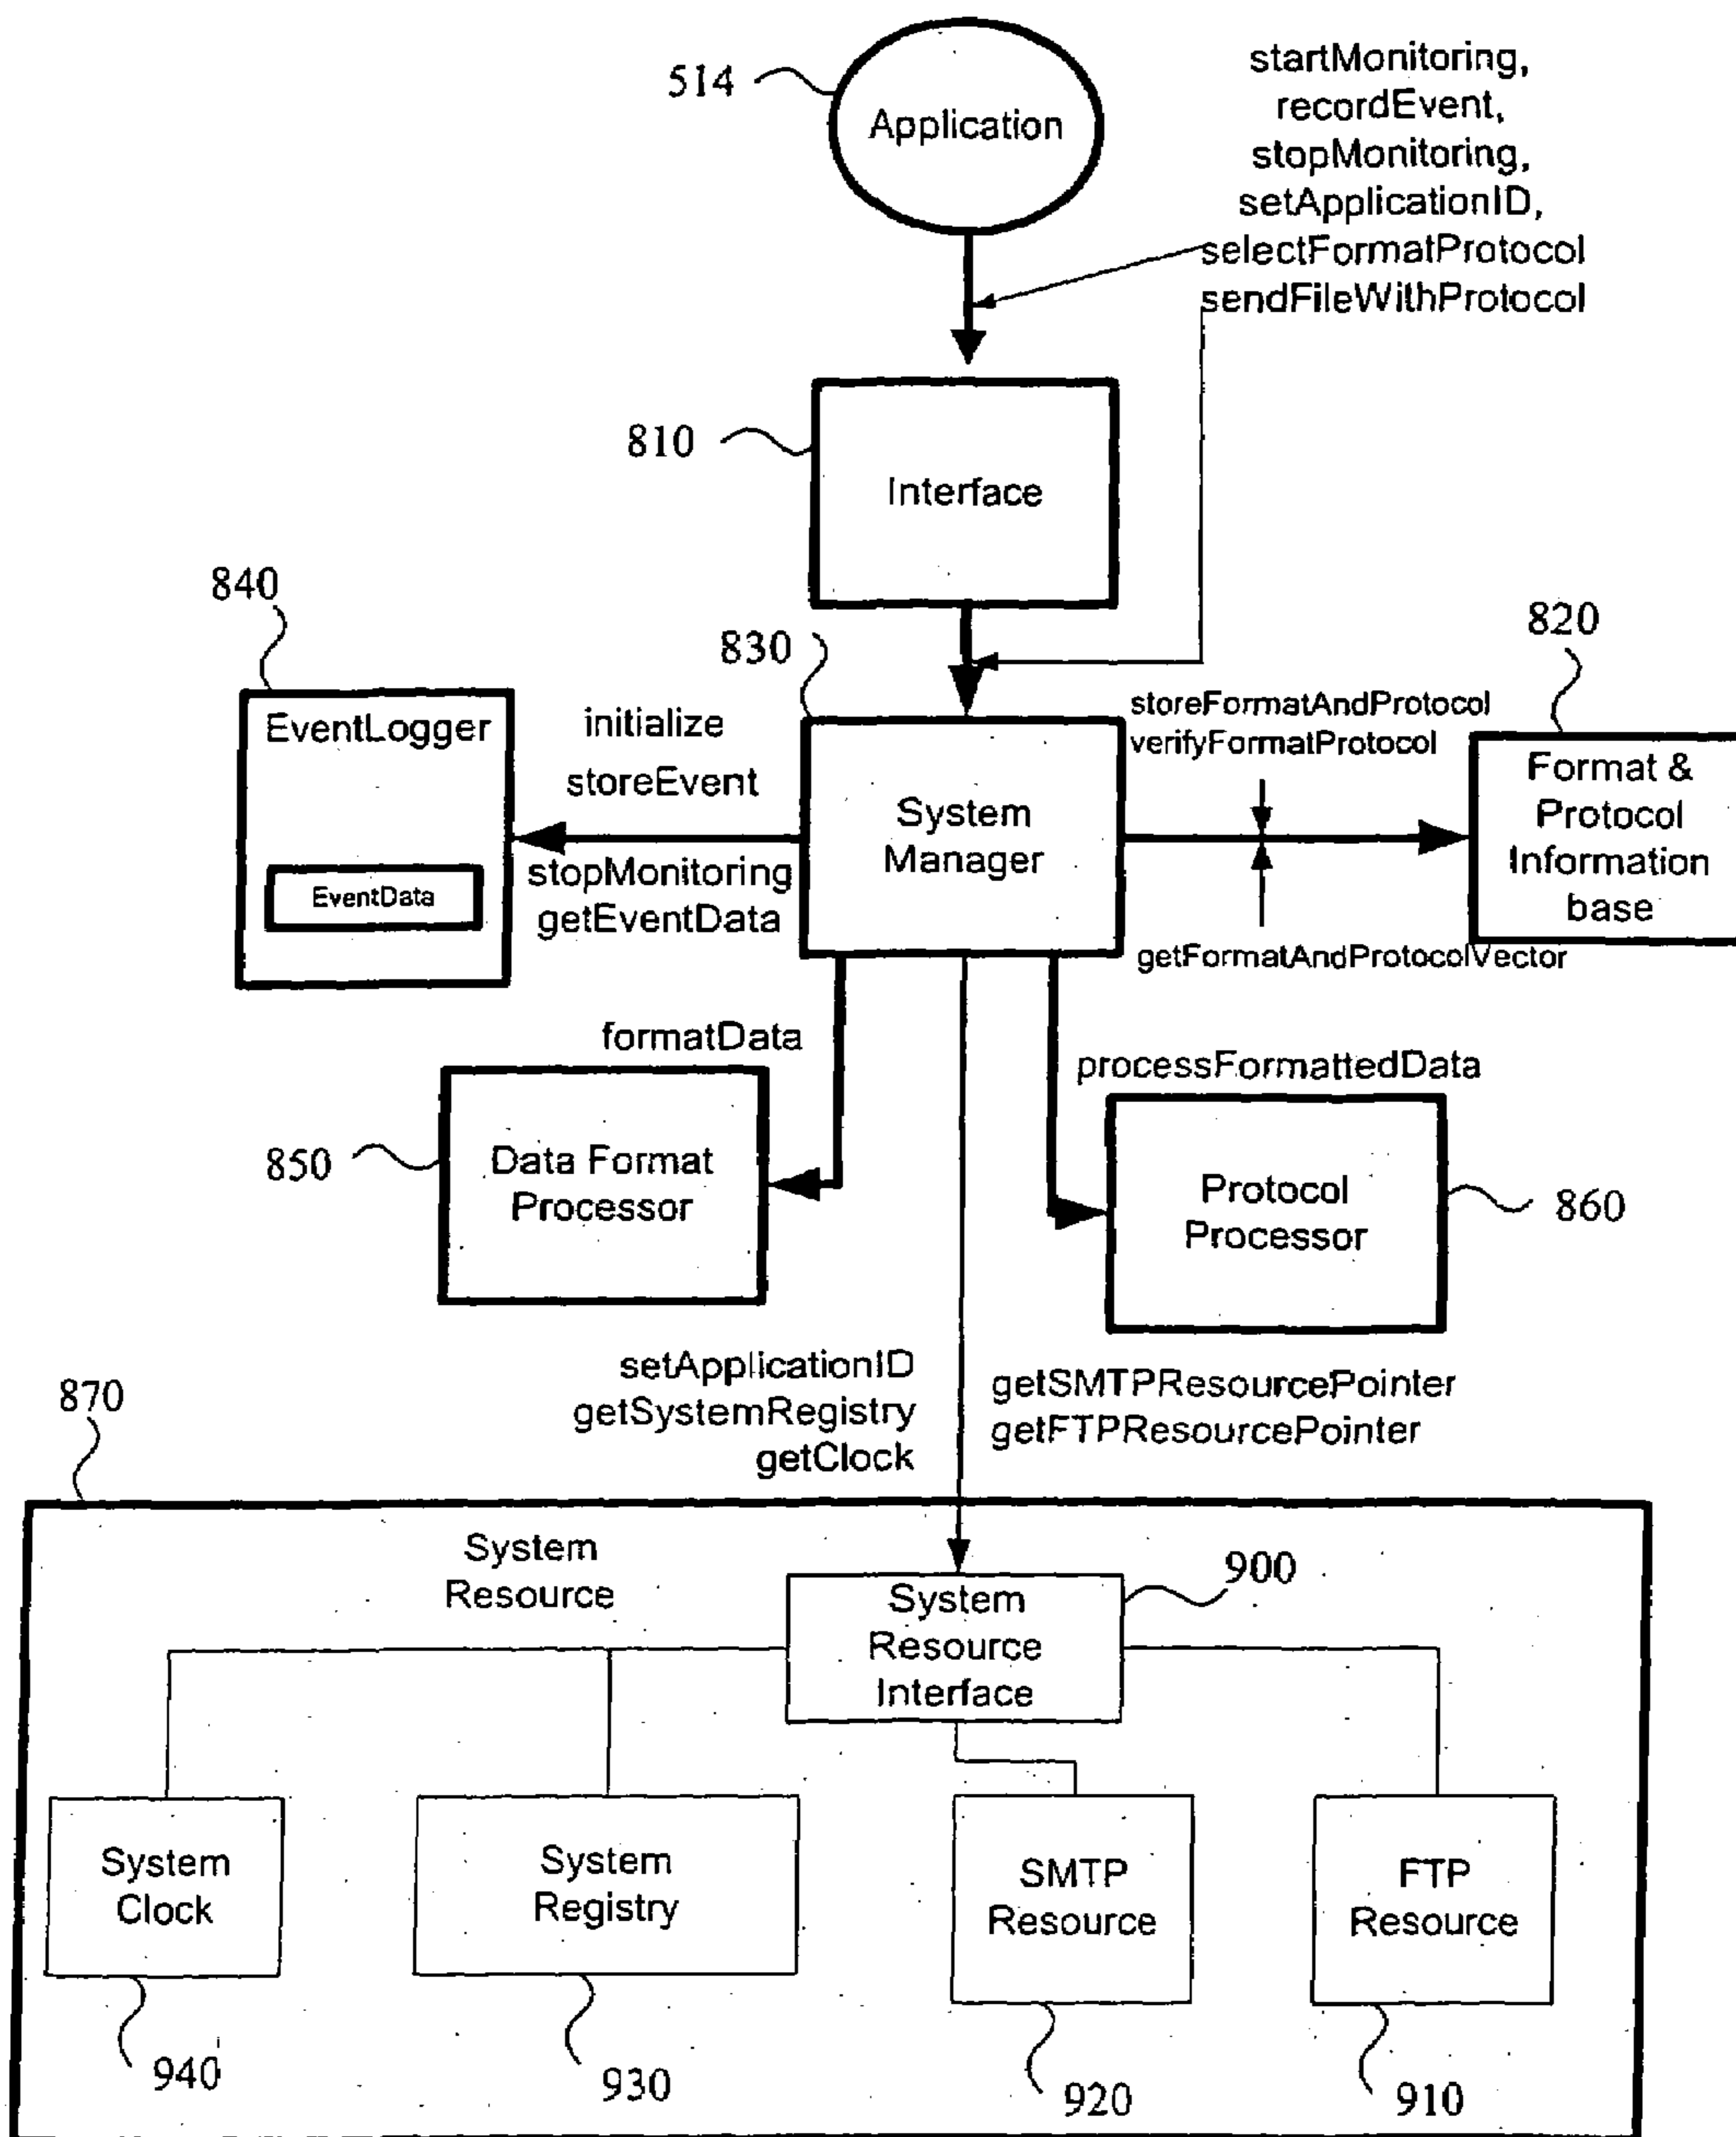 startMonitoring,
514
recordEvent,
Application
stopMonitoring,
setApplicationID,
selectFormatProtocol
sendFileWithProtocol
810
Interface
840
830
820
EventLogger
initialize
storeEvent
storeFormatAndProtocol
verifyFormatProtocol
System
Manager
Format &
Protocol
Information
base
EventData
stopMonitoring
getEventData
getFormatAndProtocolVector
formatData
processFormattedData
850
Data Format
Processor
Protocol
Processor
860
870
setApplicationID
getSystemRegistry
getClock
getSMTPResourcePointer
getFTPResourcePointer
System
Resource
900
System
Resource
Interface
System
Clock
System
Registry
SMTP
Resource
FTP
Resource
940
930
920
910